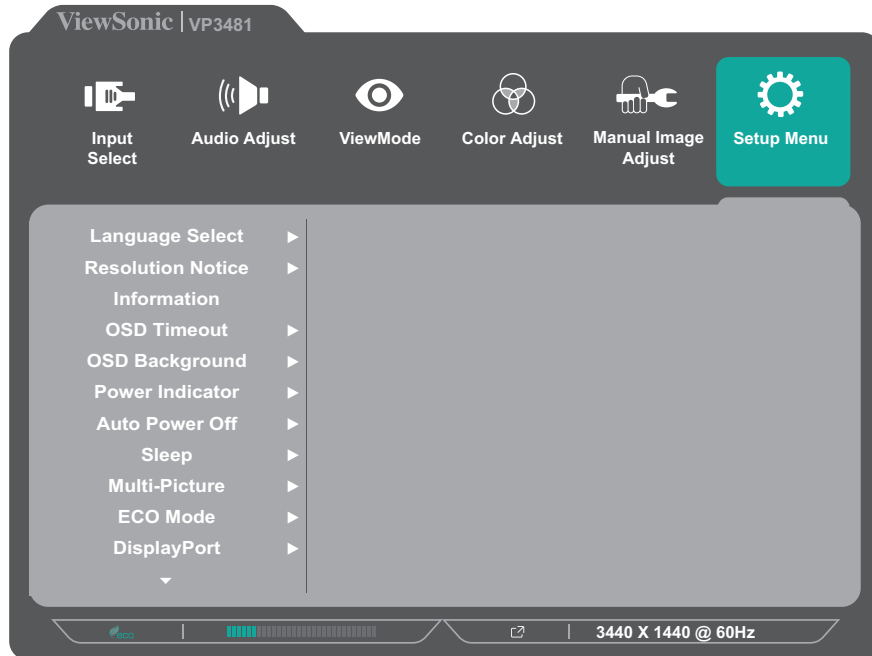 ViewSonic | VP3481
Input Select
Audio Adjust
ViewMode
Color Adjust
Manual Image Adjust
Setup Menu
Language Select
Resolution Notice
Information
OSD Timeout
OSD Background
Power Indicator
Auto Power Off
Sleep
Multi-Picture
ECO Mode
DisplayPort
eco
3440 X 1440 @ 60Hz